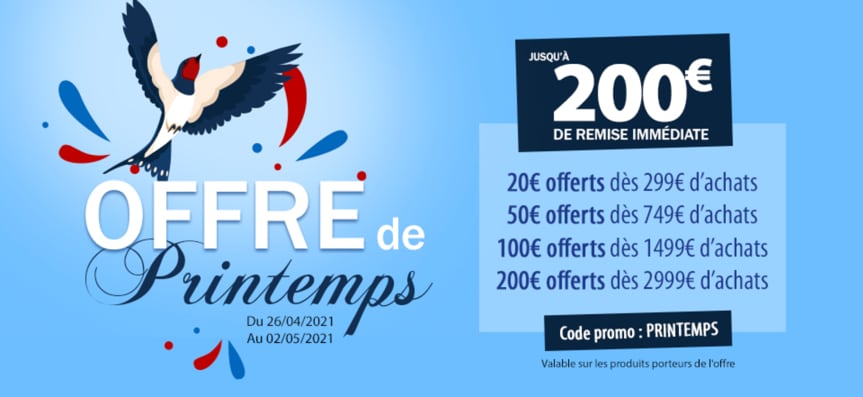 OFFRE de
Printemps
Du 26/04/2021
Au 02/05/2021
JUSQU'À
200€
DE REMISE IMMÉDIATE
20€ offerts dès 299€ d'achats
50€ offerts dès 749€ d'achats
100€ offerts dès 1499€ d'achats
200€ offerts dès 2999€ d'achats
Code promo : PRINTEMPS
Valable sur les produits porteurs de l'offre